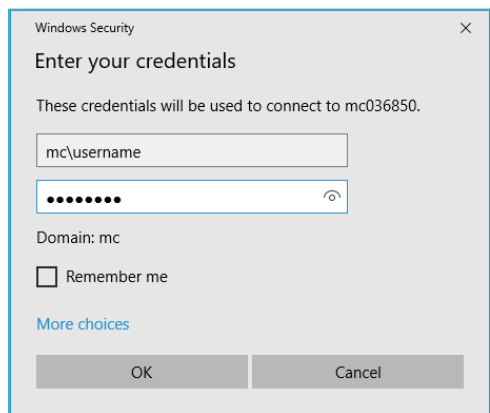 Windows Security
Enter your credentials
These credentials will be used to connect to mc036850.
mc\username
●●●●●●●●
Domain: mc
Remember me
More choices
OK
Cancel